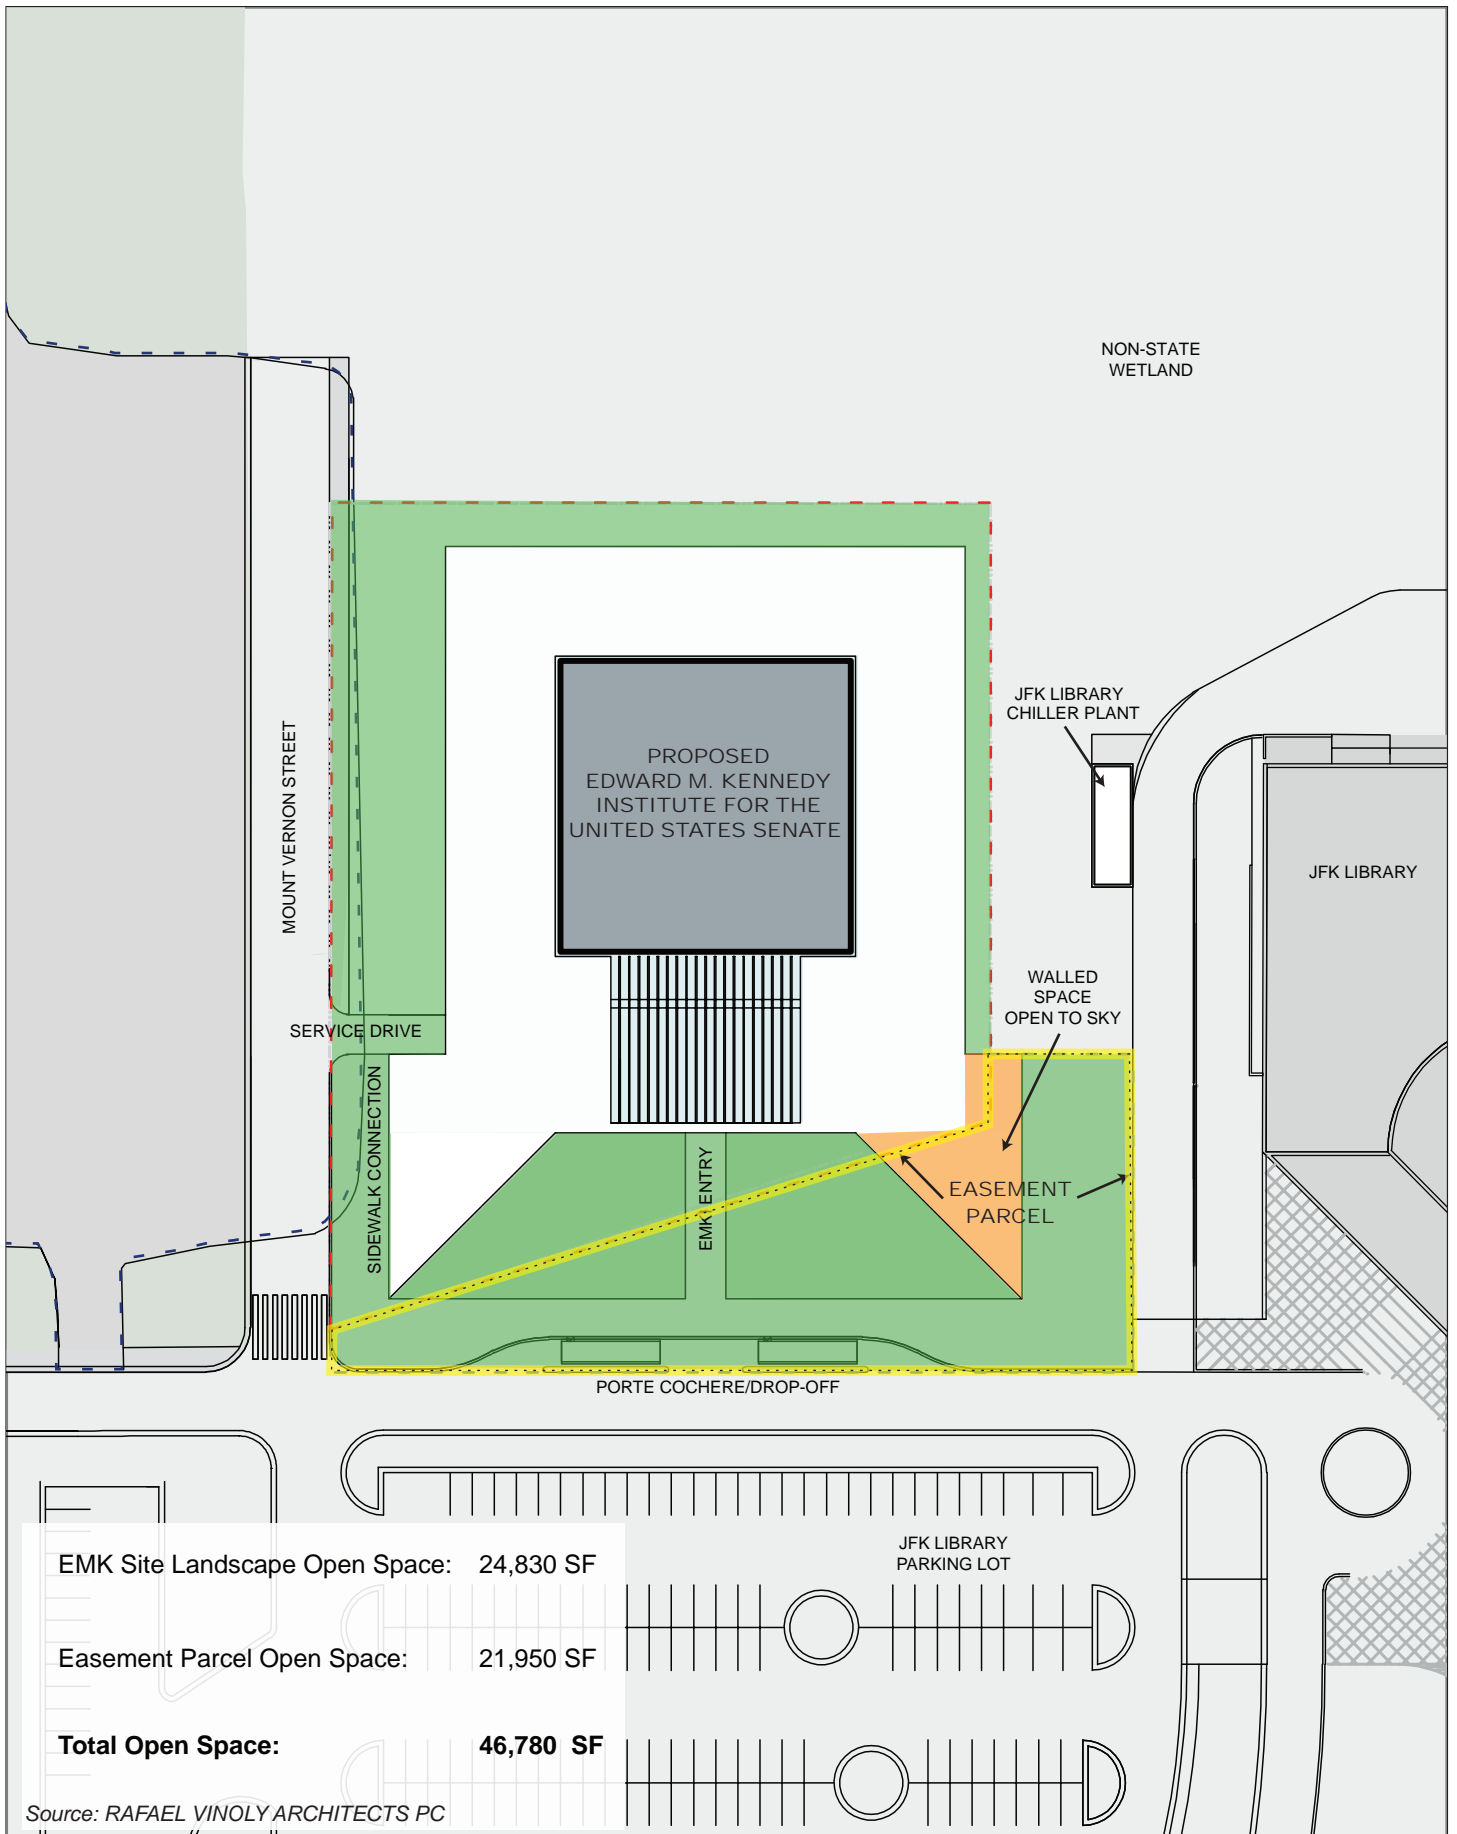 NON-STATE
WETLAND
JFK LIBRARY
CHILLER PLANT
MOUNT VERNON STREET
PROPOSED
EDWARD M. KENNEDY
INSTITUTE FOR THE
UNITED STATES SENATE
JFK LIBRARY
WALLED
SPACE
OPEN TO SKY
SERVICE DRIVE
SIDEWALK CONNECTION
EMK ENTRY
EASEMENT
PARCEL
PORTE COCHERE/DROP-OFF
JFK LIBRARY
PARKING LOT
EMK Site Landscape Open Space: 24,830 SF
Easement Parcel Open Space: 21,950 SF
Total Open Space: 46,780 SF
Source: RAFAEL VINOLY ARCHITECTS PC